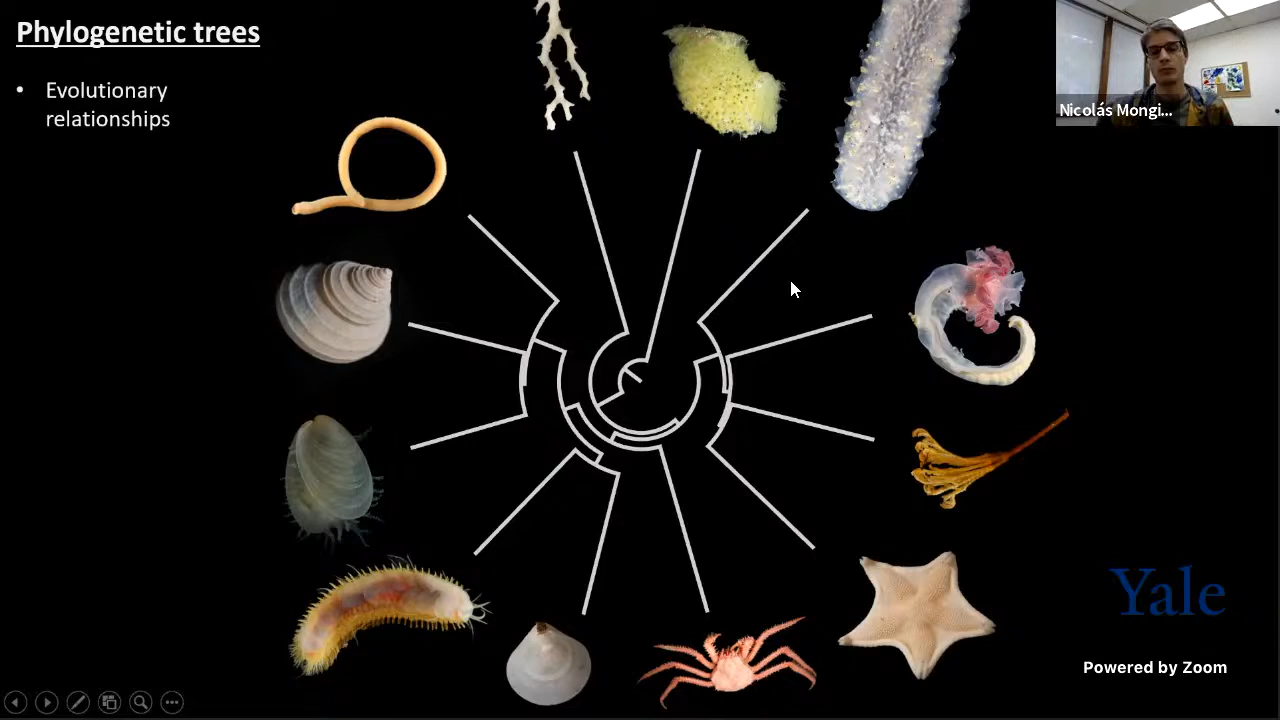 Phylogenetic trees
• Evolutionary
relationships
Nicolás Mongi...
Yale
Powered by Zoom